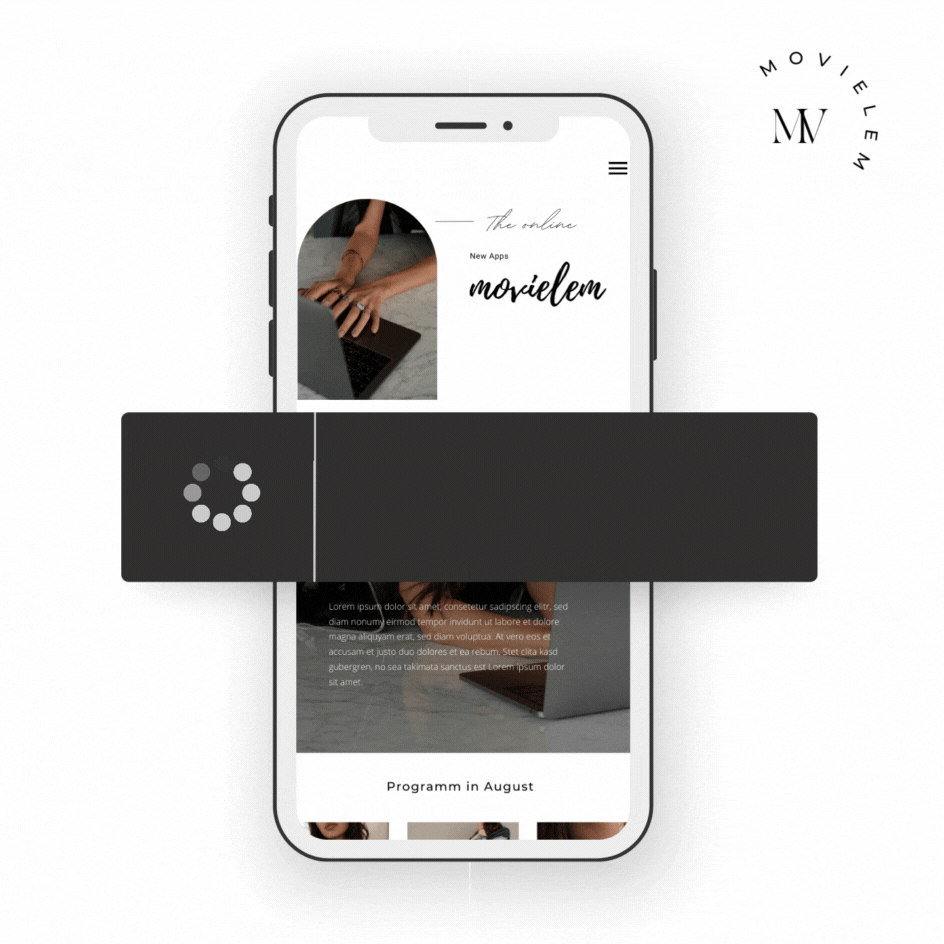 MOVIELEM
MV
The online
New Apps
movielem
Lorem ipsum dolor sit amet, consetetur sadipscing elitr, sed
diam nonumy eirmod tempor invidunt ut labore et dolore
magna aliquyam erat, sed diam voluptua. At vero eos et
accusam et justo duo dolores et ea rebum. Stet clita kasd
gubergren, no sea takimata sanctus est Lorem ipsum dolor
sit amet.
Programm in August